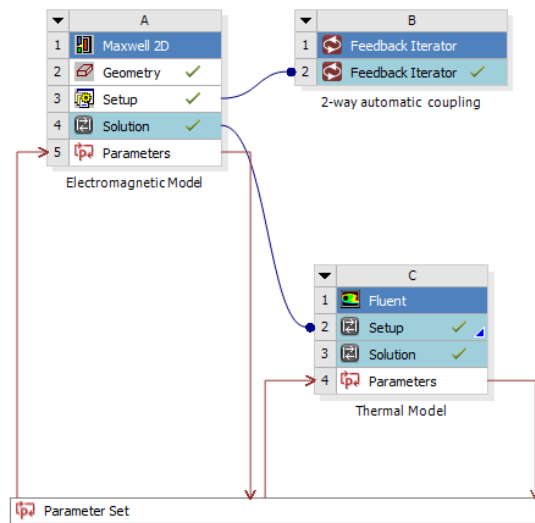 A
1 Maxwell 2D
2 Geometry
3 Setup
4 Solution
5 Parameters
Electromagnetic Model
B
1 Feedback Iterator
2 Feedback Iterator
2-way automatic coupling
C
1 Fluent
2 Setup
3 Solution
4 Parameters
Thermal Model
Parameter Set